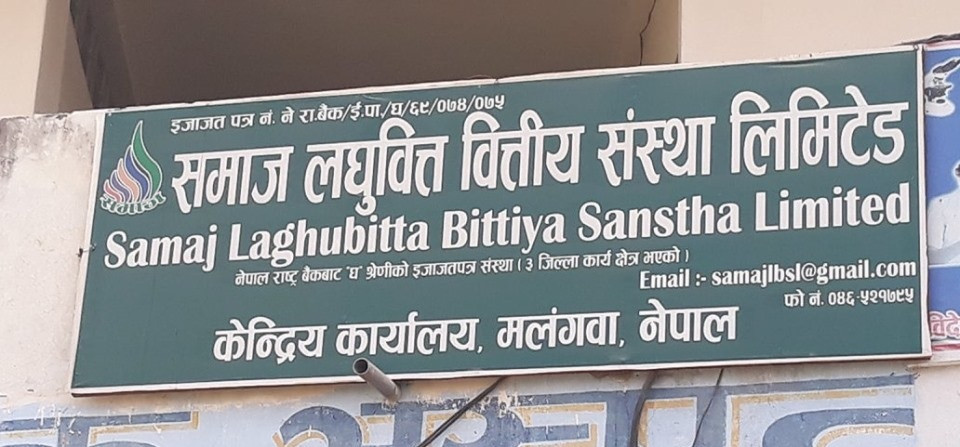 इजाजत पत्र नं. ने रा.बैंक/ई.पा./घ/६९/०७४/०७५
समाज
समाज लघुवित्त वित्तीय संस्था लिमिटेड
Samaj Laghubitta Bittiya Sanstha Limited
नेपाल राष्ट्र बैंकबाट 'घ' श्रेणीको इजाजतपत्र संस्था ( ३ जिल्ला कार्य क्षेत्र भएको )
Email :- samajlbsl@gmail.com
फो नं. ०४६-५२१७९५
केन्द्रिय कार्यालय, मलंगवा, नेपाल